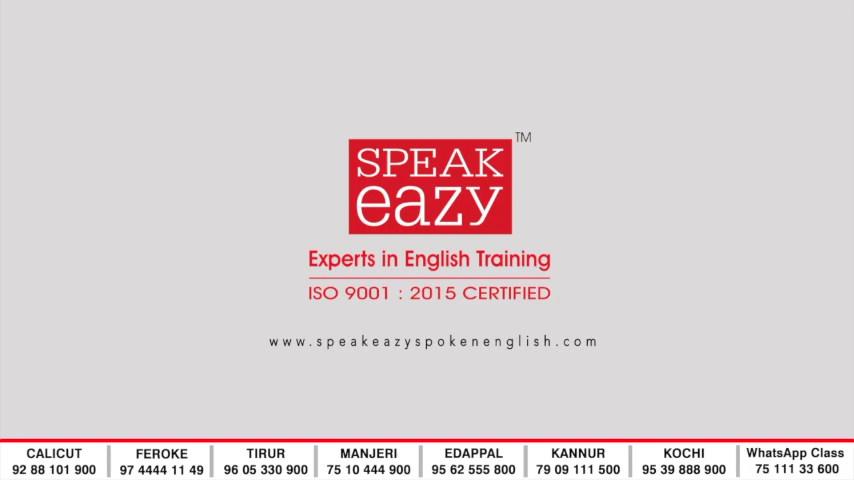 TM
SPEAK
eazy
Experts in English Training
ISO 9001 : 2015 CERTIFIED
www.speakeazyspokenenglish.com
CALICUT
92 88 101 900
FEROKE
97 4444 11 49
TIRUR
96 05 330 900
MANJERI
75 10 444 900
EDAPPAL
95 62 555 800
KANNUR
79 09 111 500
KOCHI
95 39 888 900
WhatsApp Class
75 111 33 600